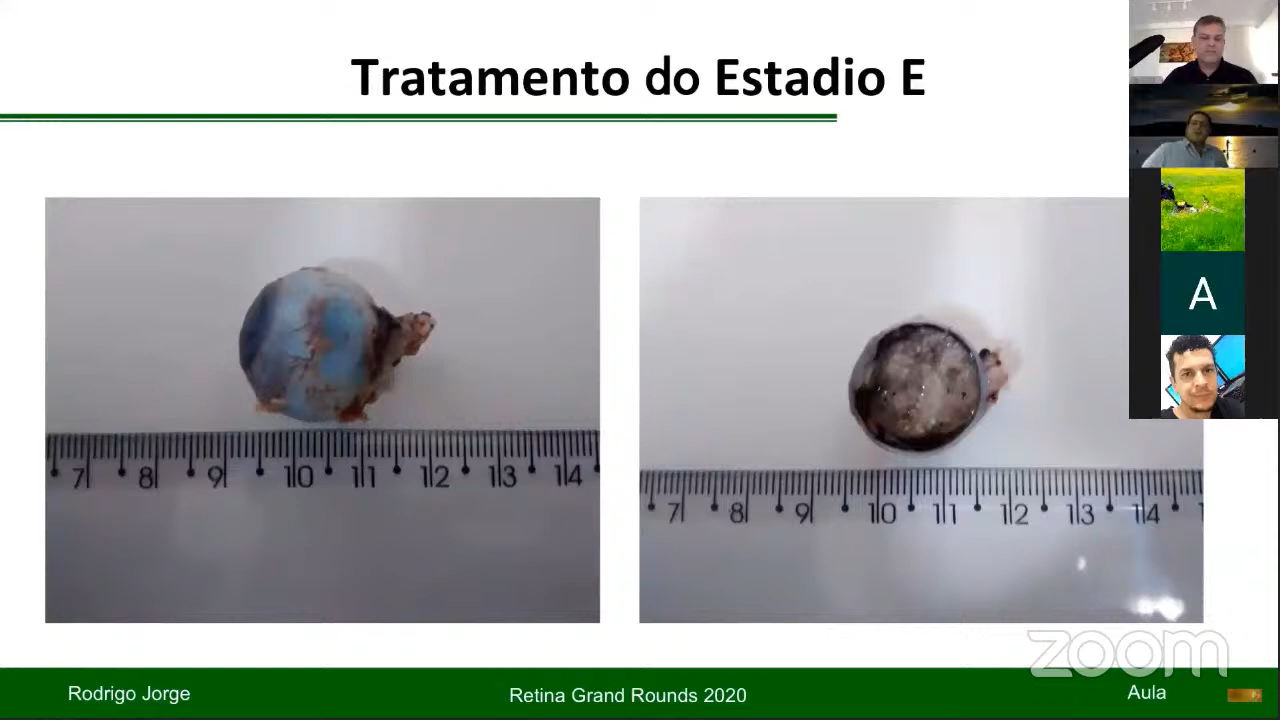 Tratamento do Estadio E
A
7 8 9 10 11 12 13 14
7 8 9 10 11 12 13 14
zoom
Rodrigo Jorge
Retina Grand Rounds 2020
Aula